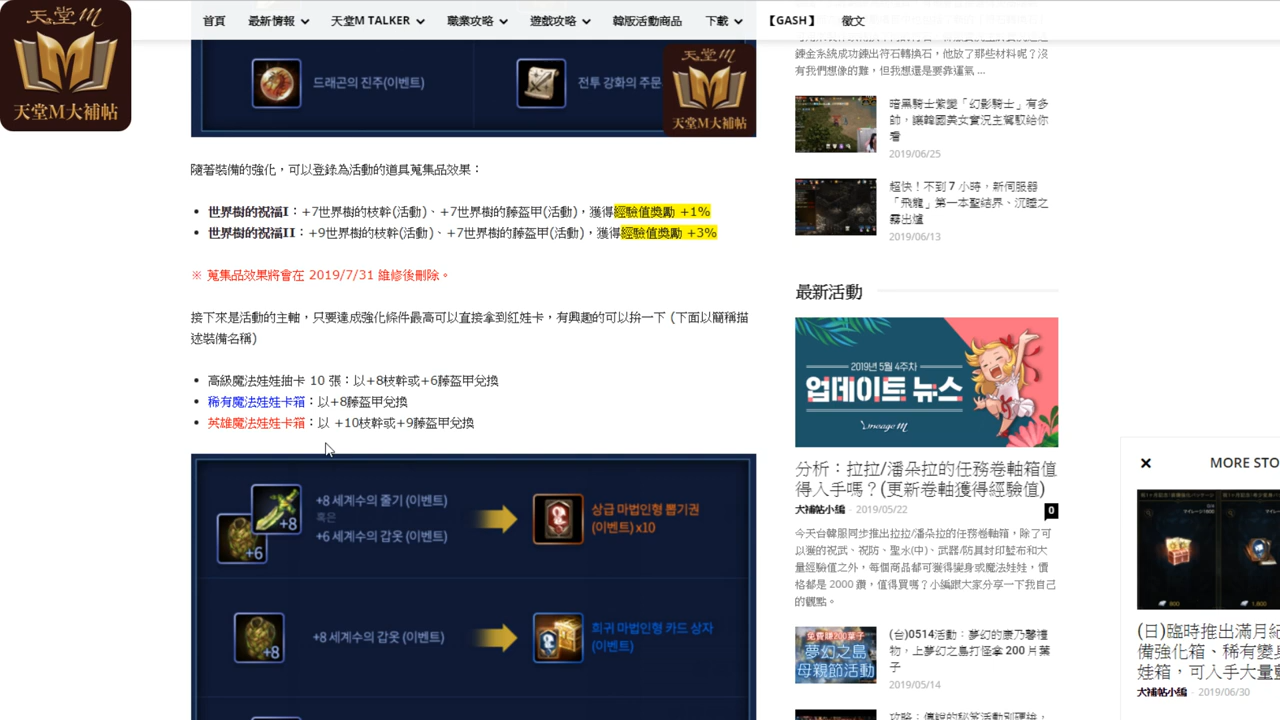 天堂M
天堂M大補帖
首頁
最新情報
天堂M TALKER
職業攻略
遊戲攻略
韓版活動商品
下載
【GASH】
徵文
드래곤의 진주(이벤트)
전투 강화의 주문
天堂M
天堂M大補帖
隨著裝備的強化，可以登錄為活動的道具蒐集品效果：
• 世界樹的祝福I：+7世界樹的枝幹(活動)、+7世界樹的藤盔甲(活動)，獲得經驗值獎勵 +1%
• 世界樹的祝福II：+9世界樹的枝幹(活動)、+7世界樹的藤盔甲(活動)，獲得經驗值獎勵 +3%
※ 蒐集品效果將會在 2019/7/31 維修後刪除。
接下來是活動的主軸，只要達成強化條件最高可以直接拿到紅娃卡，有興趣的可以拚一下 (下面以簡稱描
述裝備名稱)
• 高級魔法娃娃抽卡 10 張：以+8枝幹或+6藤盔甲兌換
• 稀有魔法娃娃卡箱：以+8藤盔甲兌換
• 英雄魔法娃娃卡箱：以 +10枝幹或+9藤盔甲兌換
+8
+6
+8 세계수의 줄기 (이벤트)
혹은
+6 세계수의 갑옷 (이벤트)
상급 마법인형 뽑기권
(이벤트) x10
+8
+8 세계수의 갑옷 (이벤트)
희귀 마법인형 카드 상자
(이벤트)
鍊金系統成功鍊出符石轉換石，他放了那些材料呢？沒
有我們想像的難，但我想還是要靠運氣 ...
暗黑騎士紫變「幻影騎士」有多
帥，讓韓國美女實況主駕馭給你
看
2019/06/25
超快！不到 7 小時，新伺服器
「飛龍」第一本聖結界、沉睡之
霧出爐
2019/06/13
最新活動
2019년 5월 4주차
업데이트 뉴스
Lineage M
分析：拉拉/潘朵拉的任務卷軸箱值
得入手嗎？(更新卷軸獲得經驗值)
大補帖小編 - 2019/05/22
0
今天台韓服同步推出拉拉/潘朵拉的任務卷軸箱，除了可
以獲的祝武、祝防、聖水(中)、武器/防具封印藍布和大
量經驗值之外，每個商品都可獲得變身或魔法娃娃，價
格都是 2000 鑽，值得買嗎？小編跟大家分享一下我自己
的觀點。
免費賺200葉子
夢幻之島
母親節活動
(台)0514活動：夢幻的康乃馨禮
物，上夢幻之島打怪拿 200 片葉
子
2019/05/14
MORE STO
800
1,800
(日)臨時推出滿月紀
備強化箱、稀有變身
娃箱，可入手大量
大補帖小編 - 2019/06/30